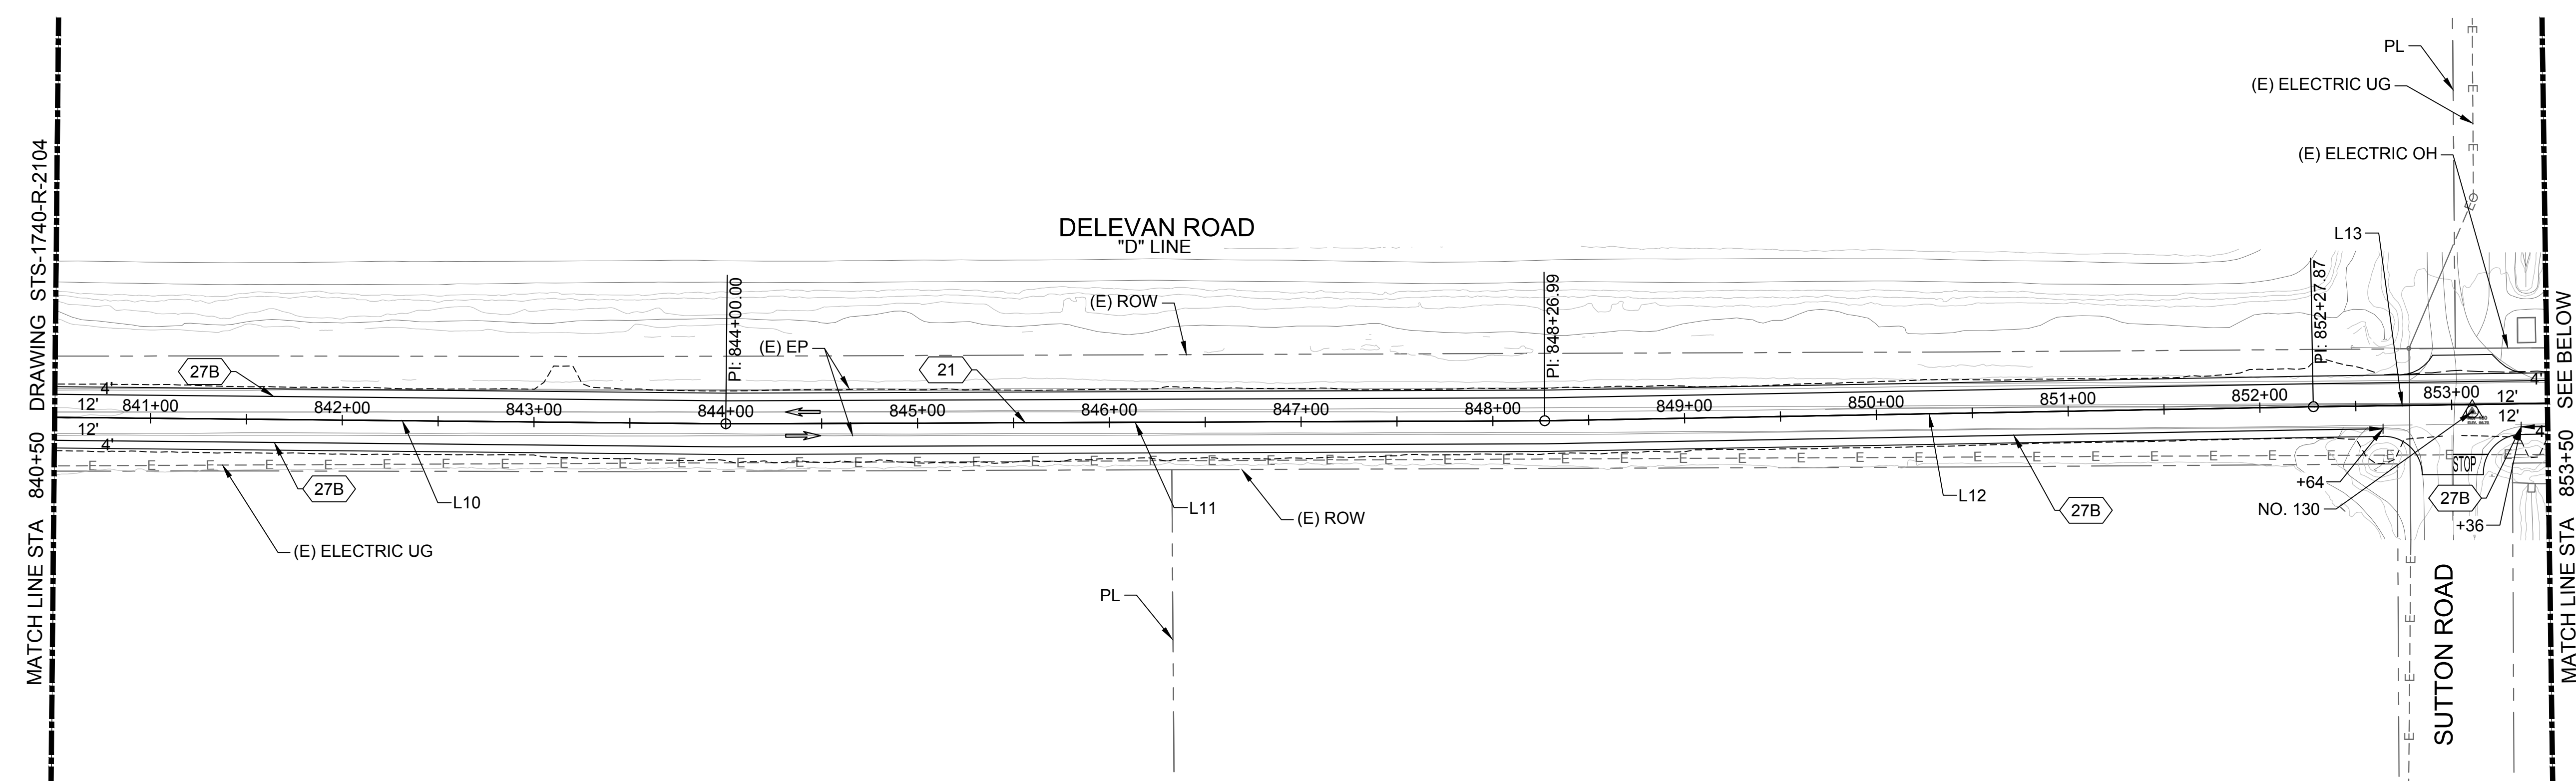 MATCH LINE STA 840+50 DRAWING STS-1740-R-2104
PL
(E) ELECTRIC UG
(E) ELECTRIC OH
DELEVAN ROAD
"D" LINE
L13
PI: 844+00.00
PI: 848+26.99
PI: 852+27.87
(E) ROW
(E) EP
27B
21
4'
4'
12'
841+00
842+00
843+00
844+00
845+00
846+00
847+00
848+00
849+00
850+00
851+00
852+00
853+00
12'
12'
12'
4'
4'
E E E E E E E E E E E E E E E E E E E E E E E E E E E E E E E E E E E E E E E E E
STOP
27B
L10
L11
(E) ROW
L12
27B
+64
NO. 130
27B
+36
(E) ELECTRIC UG
PL
SUTTON ROAD
MATCH LINE STA 853+50 SEE BELOW